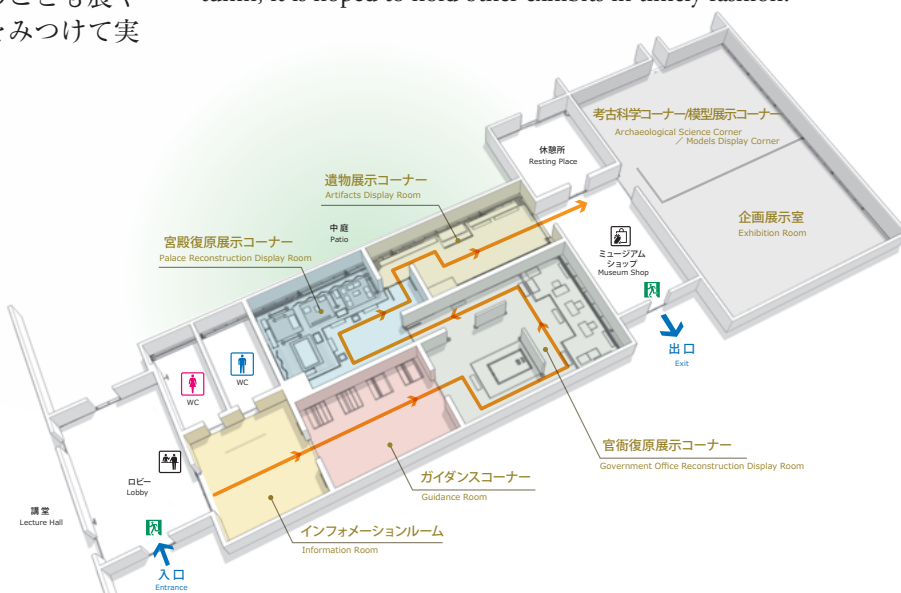 をみつけて実
考古科学コーナー/模型展示コーナー
Archaeological Science Corner
／ Models Display Corner
休憩所
Resting Place
遺物展示コーナー
Artifacts Display Room
企画展示室
Exhibition Room
中庭
Patio
宮殿復原展示コーナー
Palace Reconstruction Display Room
ミュージアム
ショップ
Museum Shop
出口
Exit
WC
WC
官衙復原展示コーナー
Government Office Reconstruction Display Room
ロビー
Lobby
ガイダンスコーナー
Guidance Room
講堂
Lecture Hall
インフォメーションルーム
Information Room
入口
Entrance